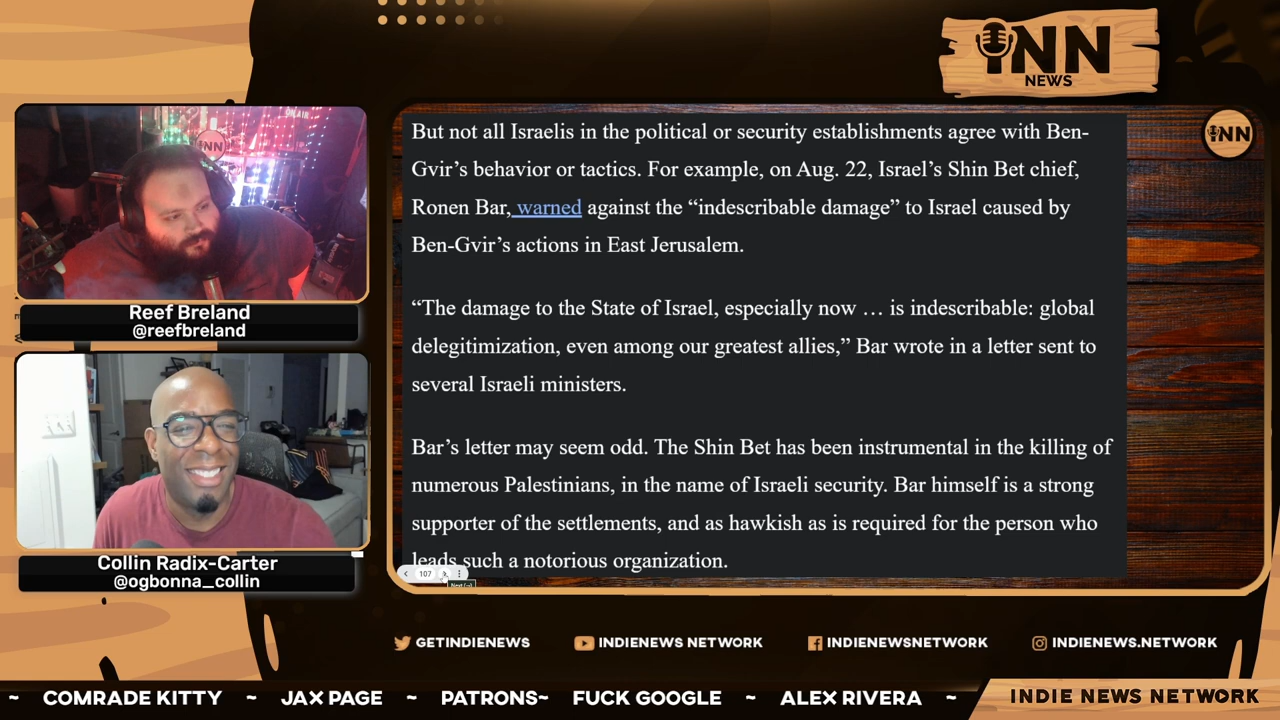 INN
NEWS
INN
But not all Israelis in the political or security establishments agree with Ben-
Gvir’s behavior or tactics. For example, on Aug. 22, Israel’s Shin Bet chief,
Ronen Bar, warned against the “indescribable damage” to Israel caused by
Ben-Gvir’s actions in East Jerusalem.
“The damage to the State of Israel, especially now … is indescribable: global
delegitimization, even among our greatest allies,” Bar wrote in a letter sent to
several Israeli ministers.
Bar’s letter may seem odd. The Shin Bet has been instrumental in the killing of
numerous Palestinians, in the name of Israeli security. Bar himself is a strong
supporter of the settlements, and as hawkish as is required for the person who
leads such a notorious organization.
107
INN
Reef Breland
@reefbreland
Collin Radix-Carter
@ogbonna_collin
GETINDIENEWS
INDIENEWS NETWORK
INDIENEWSNETWORK
INDIENEWS.NETWORK
~ COMRADE KITTY ~ JAX PAGE ~ PATRONS~ FUCK GOOGLE ~ ALEX RIVERA ~
INDIE NEWS NETWORK